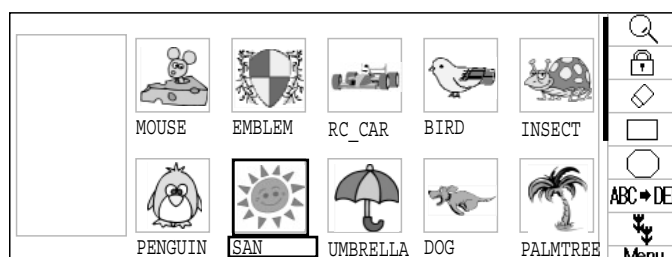 MOUSE EMBLEM RC_CAR BIRD INSECT
PENGUIN SAN UMBRELLA DOG PALMTREE
ABC ➡ DE
Menu